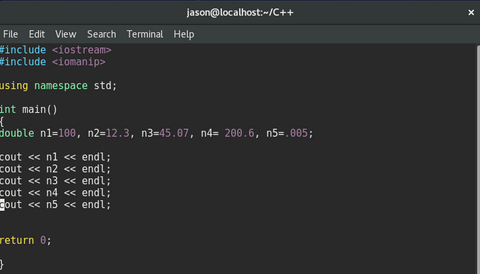 jason@localhost:~/C++
File Edit View Search Terminal Help
#include <iostream>
#include <iomanip>
using namespace std;
int main()
{
double n1=100, n2=12.3, n3=45.07, n4= 200.6, n5=.005;
cout << n1 << endl;
cout << n2 << endl;
cout << n3 << endl;
cout << n4 << endl;
cout << n5 << endl;
return 0;
}